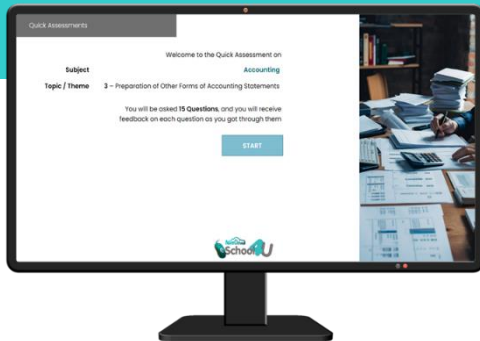 Quick Assessments
Welcome to the Quick Assessment on
Subject Accounting
Topic / Theme 3 – Preparation of Other Forms of Accounting Statements
You will be asked 15 Questions, and you will receive
feedback on each question as you got through them
START
School4U